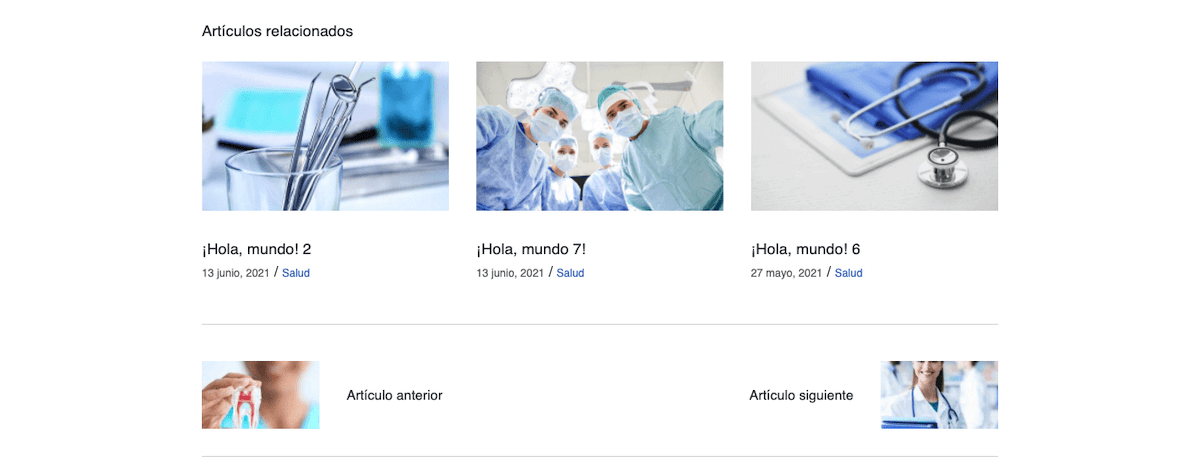 Artículos relacionados
¡Hola, mundo! 2
13 junio, 2021 / Salud
¡Hola, mundo 7!
13 junio, 2021 / Salud
¡Hola, mundo! 6
27 mayo, 2021 / Salud
Artículo anterior
Artículo siguiente